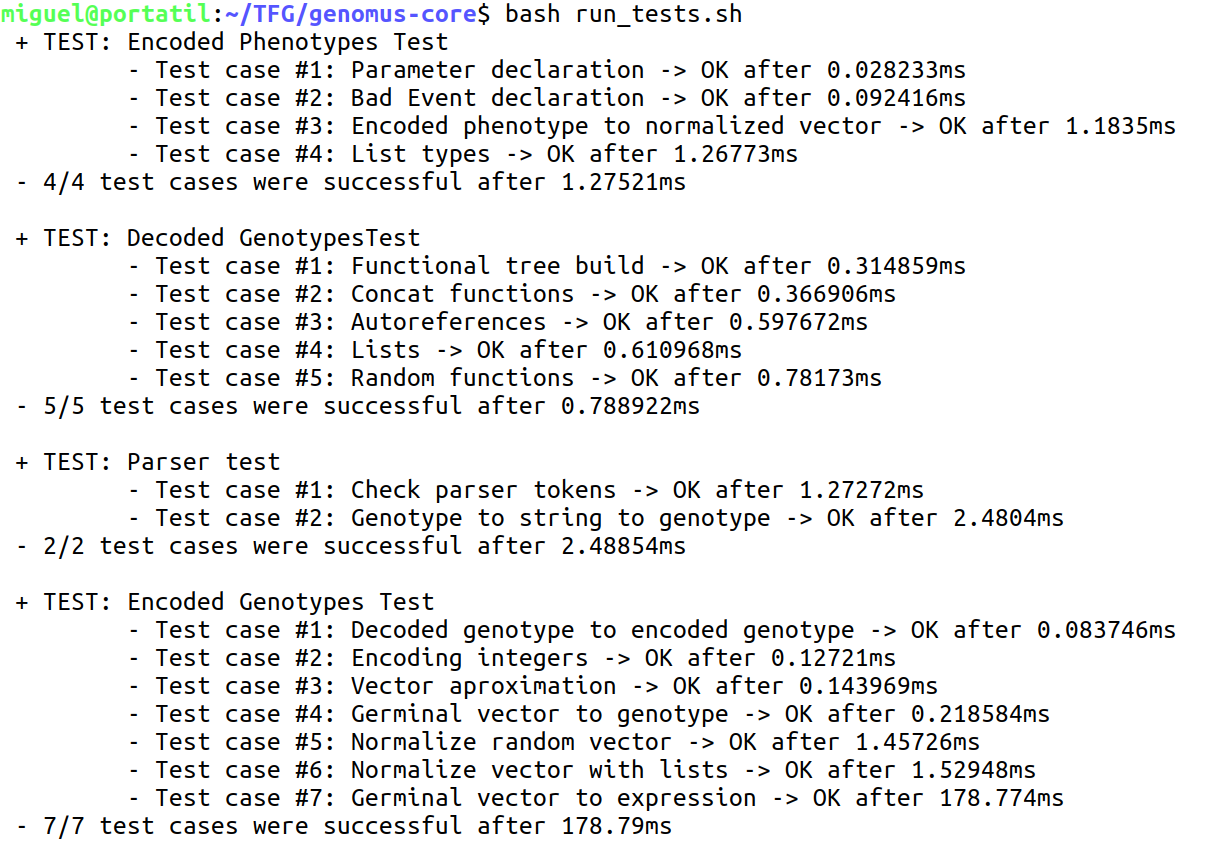 miguel@portatil:~/TFG/genomus-core$ bash run_tests.sh
+ TEST: Encoded Phenotypes Test
- Test case #1: Parameter declaration -> OK after 0.028233ms
- Test case #2: Bad Event declaration -> OK after 0.092416ms
- Test case #3: Encoded phenotype to normalized vector -> OK after 1.1835ms
- Test case #4: List types -> OK after 1.26773ms
- 4/4 test cases were successful after 1.27521ms
+ TEST: Decoded GenotypesTest
- Test case #1: Functional tree build -> OK after 0.314859ms
- Test case #2: Concat functions -> OK after 0.366906ms
- Test case #3: Autoreferences -> OK after 0.597672ms
- Test case #4: Lists -> OK after 0.610968ms
- Test case #5: Random functions -> OK after 0.78173ms
- 5/5 test cases were successful after 0.788922ms
+ TEST: Parser test
- Test case #1: Check parser tokens -> OK after 1.27272ms
- Test case #2: Genotype to string to genotype -> OK after 2.4804ms
- 2/2 test cases were successful after 2.48854ms
+ TEST: Encoded Genotypes Test
- Test case #1: Decoded genotype to encoded genotype -> OK after 0.083746ms
- Test case #2: Encoding integers -> OK after 0.12721ms
- Test case #3: Vector aproximation -> OK after 0.143969ms
- Test case #4: Germinal vector to genotype -> OK after 0.218584ms
- Test case #5: Normalize random vector -> OK after 1.45726ms
- Test case #6: Normalize vector with lists -> OK after 1.52948ms
- Test case #7: Germinal vector to expression -> OK after 178.774ms
- 7/7 test cases were successful after 178.79ms